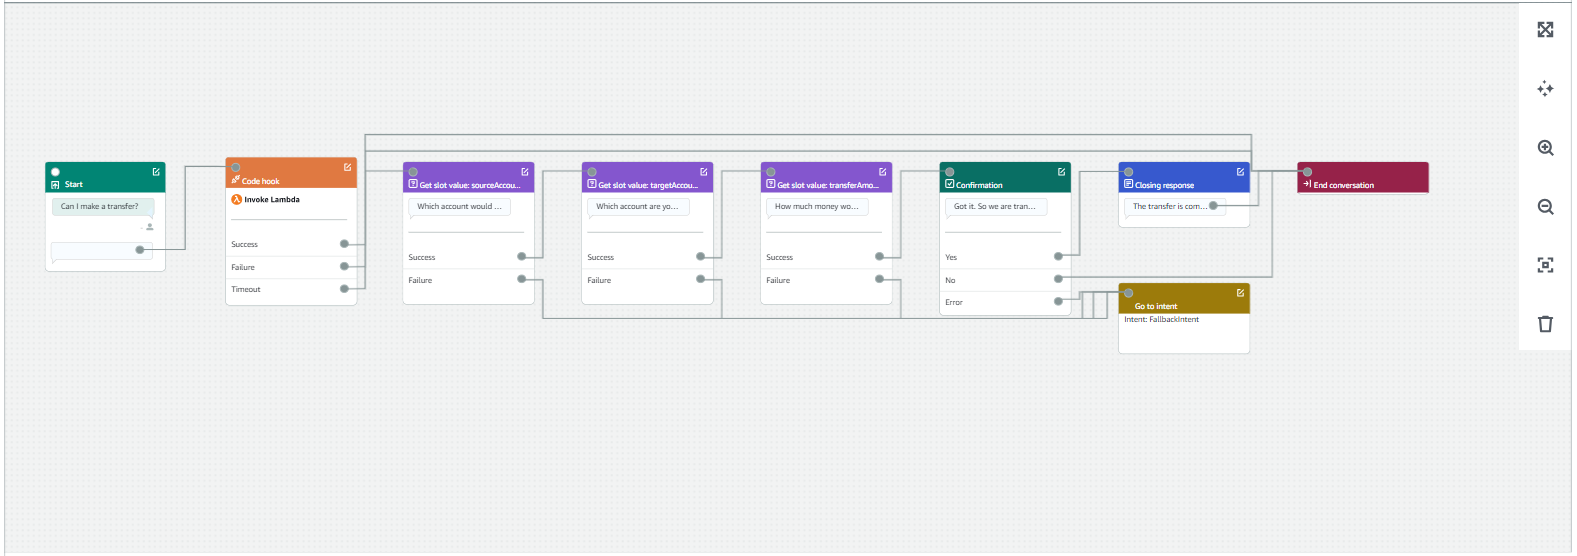 Start
Can I make a transfer?
Code hook
Invoke Lambda
Success
Failure
Timeout
Get slot value: sourceAccou...
Which account would ...
Success
Failure
Get slot value: targetAccou...
Which account are yo...
Success
Failure
Get slot value: transferAmo...
How much money wo...
Success
Failure
Confirmation
Got it. So we are tran...
Yes
No
Error
Closing response
The transfer is com...
Go to intent
Intent: FallbackIntent
End conversation